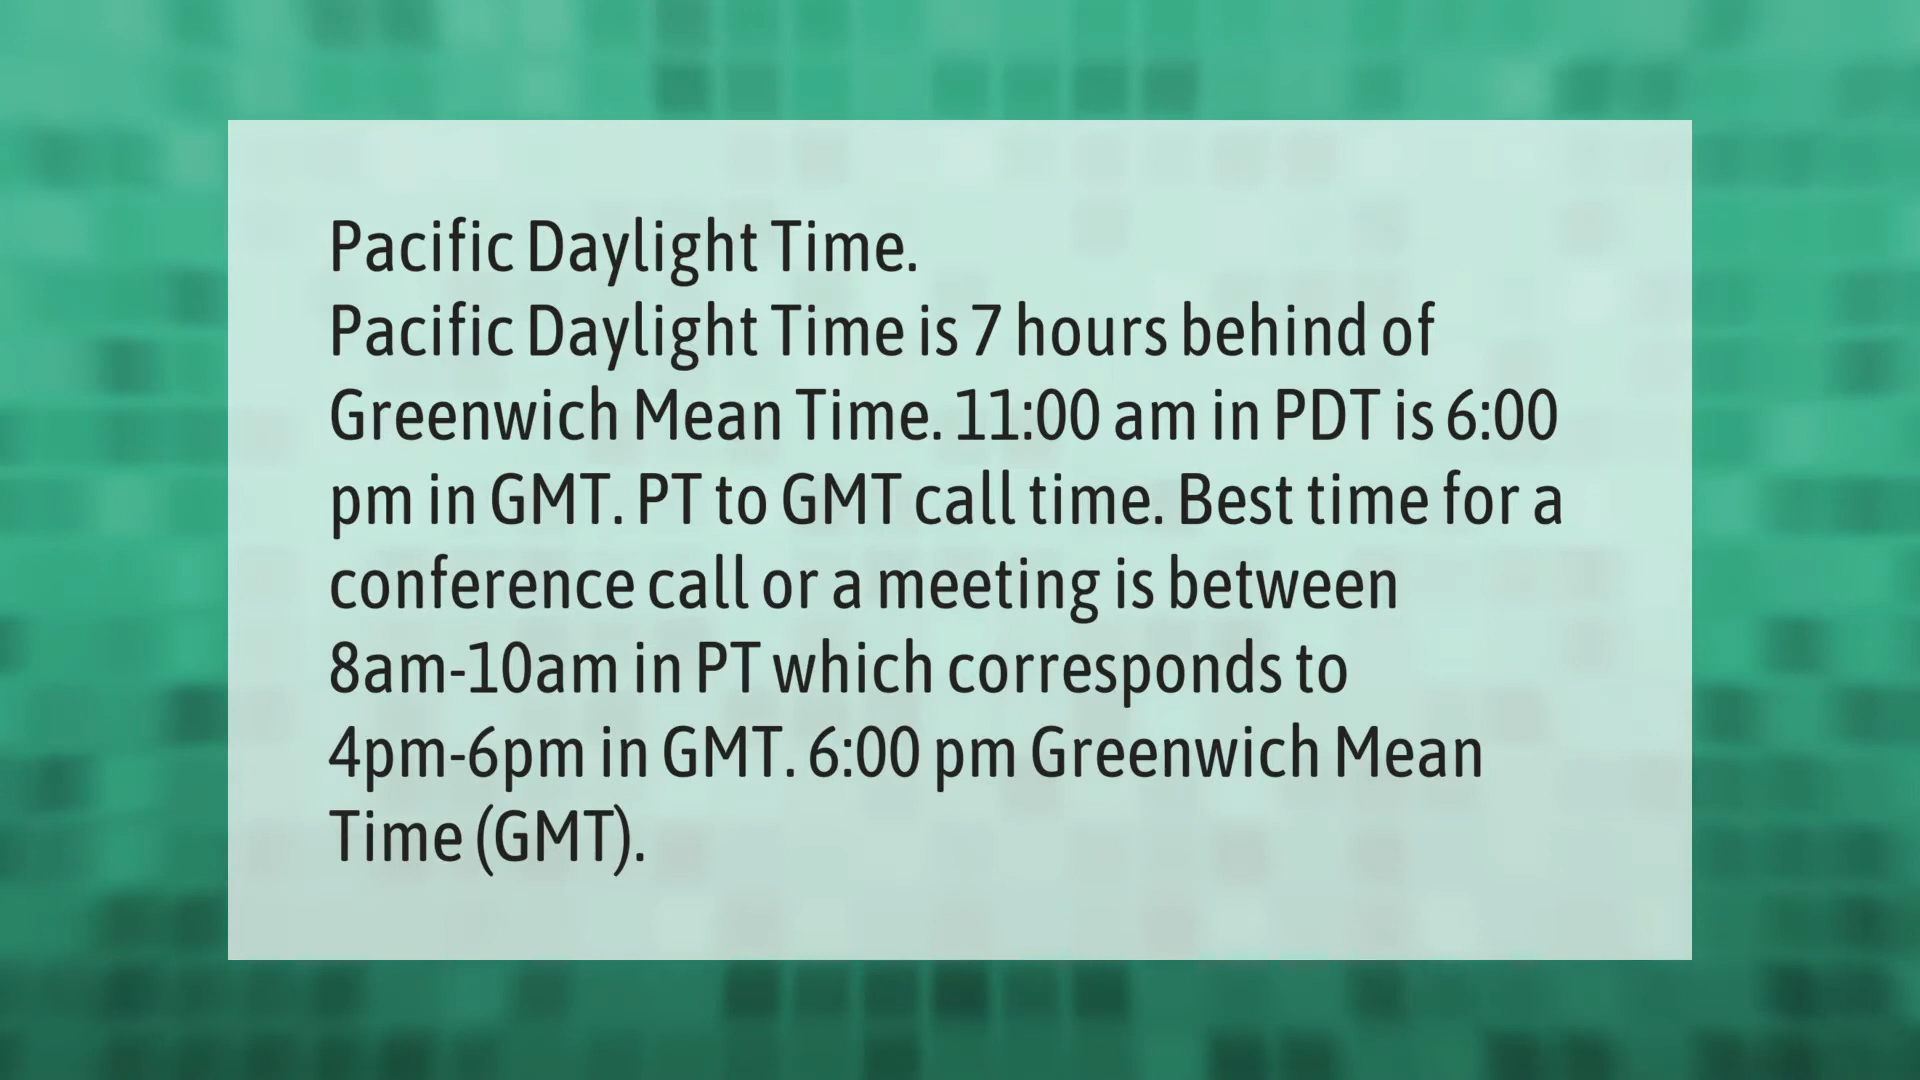 Pacific Daylight Time.
Pacific Daylight Time is 7 hours behind of
Greenwich Mean Time. 11:00 am in PDT is 6:00
pm in GMT. PT to GMT call time. Best time for a
conference call or a meeting is between
8am-10am in PT which corresponds to
4pm-6pm in GMT. 6:00 pm Greenwich Mean
Time (GMT).